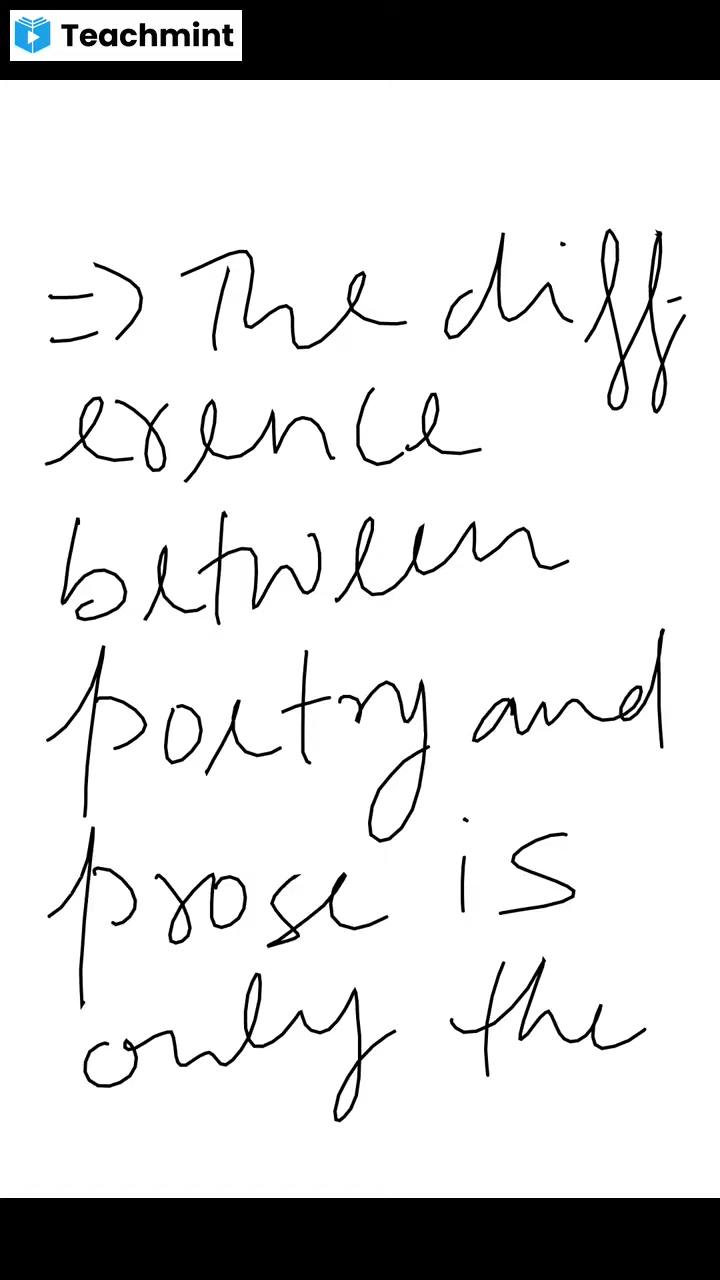 Teachmint
⇒ The diff-
erence
between
poetry and
prose is
only the